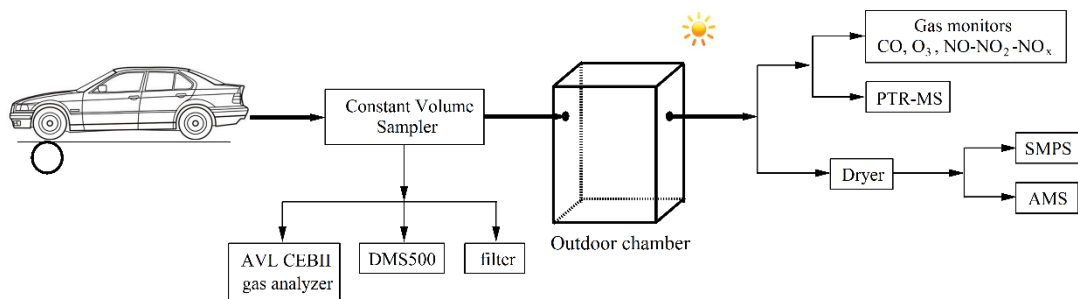 Gas monitors
CO, O₃ , NO-NO₂ -NOₓ
PTR-MS
Constant Volume
Sampler
SMPS
Dryer
AMS
Outdoor chamber
AVL CEBII
gas analyzer
DMS500
filter